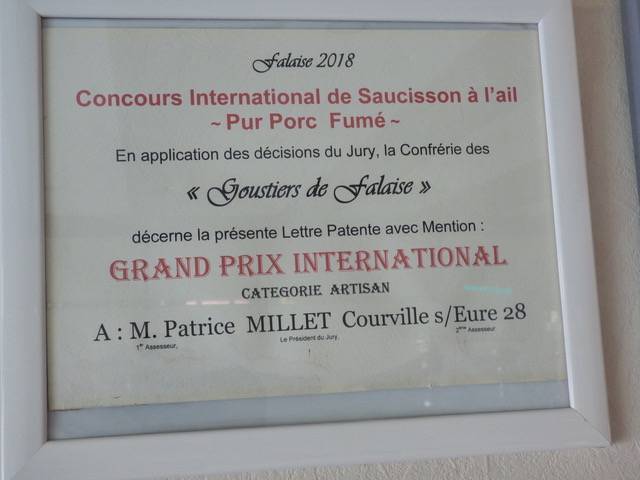 Falaise 2018
Concours International de Saucisson à l'ail
~ Pur Porc Fumé ~
En application des décisions du Jury, la Confrérie des
« Goustiers de Falaise »
décerne la présente Lettre Patente avec Mention :
GRAND PRIX INTERNATIONAL
CATEGORIE ARTISAN
A : M. Patrice MILLET Courville s/Eure 28
1er Assesseur, Le Président du Jury, 2ème Assesseur